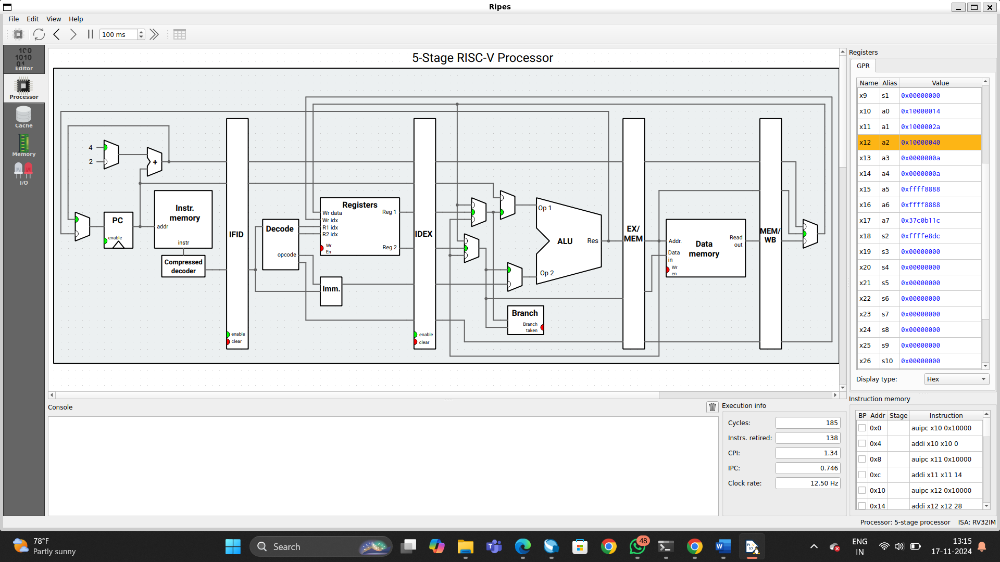 Ripes
File Edit View Help
100 ms
Editor
Processor
Cache
Memory
I/O
5-Stage RISC-V Processor
4
2
+
PC
enable
Instr.
memory
addr
instr
Compressed
decoder
IFID
enable
clear
Decode
opcode
Registers
Wr data
Wr idx
R1 idx
R2 idx
Wr
En
Reg 1
Reg 2
Imm.
IDEX
enable
clear
Op 1
ALU
Res
Op 2
Branch
Branch
taken
EX/
MEM
Addr.
Data
in
Wr
en
Data
memory
Read
out
MEM/
WB
Registers
GPR
Name Alias Value
x9 s1 0x00000000
x10 a0 0x10000014
x11 a1 0x1000002a
x12 a2 0x10000040
x13 a3 0x0000000a
x14 a4 0x0000000a
x15 a5 0xffff8888
x16 a6 0xffff8888
x17 a7 0x37c0b11c
x18 s2 0xffffe8dc
x19 s3 0x00000000
x20 s4 0x00000000
x21 s5 0x00000000
x22 s6 0x00000000
x23 s7 0x00000000
x24 s8 0x00000000
x25 s9 0x00000000
x26 s10 0x00000000
Display type: Hex
Console
Execution info
Cycles: 185
Instrs. retired: 138
CPI: 1.34
IPC: 0.746
Clock rate: 12.50 Hz
Instruction memory
BP Addr Stage Instruction
0x0 auipc x10 0x10000
0x4 addi x10 x10 0
0x8 auipc x11 0x10000
0xc addi x11 x11 14
0x10 auipc x12 0x10000
0x14 addi x12 x12 28
Processor: 5-stage processor ISA: RV32IM
78°F
Partly sunny
Search
48
ENG
IN
13:15
17-11-2024